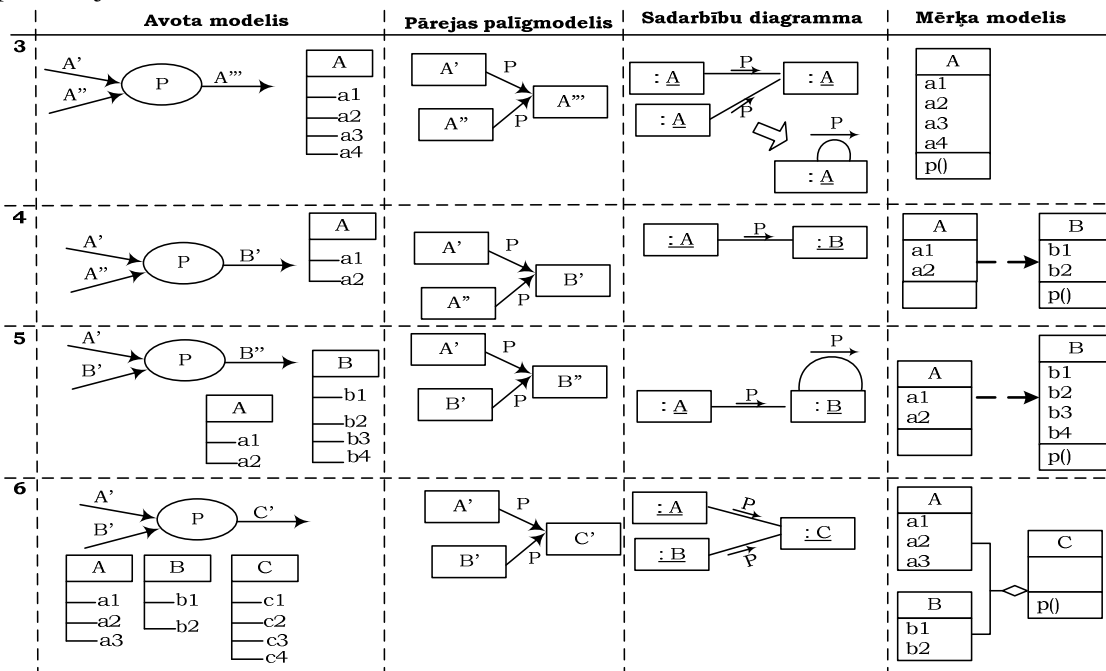 Avota modelis
Pārejas palīgmodelis
Sadarbību diagramma
Mērķa modelis
3
A'
A''
P
A'''
A
a1
a2
a3
a4
A'
P
A''
P
A'''
: A
P
: A
: A
P
P
: A
A
a1
a2
a3
a4
p()
4
A'
A''
P
B'
A
a1
a2
A'
P
A''
P
B'
: A
P
: B
A
a1
a2
B
b1
b2
p()
5
A'
B'
P
B''
A
a1
a2
B
b1
b2
b3
b4
A'
P
B'
P
B''
: A
P
P
: B
A
a1
a2
B
b1
b2
b3
b4
p()
6
A'
B'
P
C'
A
a1
a2
a3
B
b1
b2
C
c1
c2
c3
c4
A'
P
B'
P
C'
: A
P
: B
P
: C
A
a1
a2
a3
B
b1
b2
C
p()